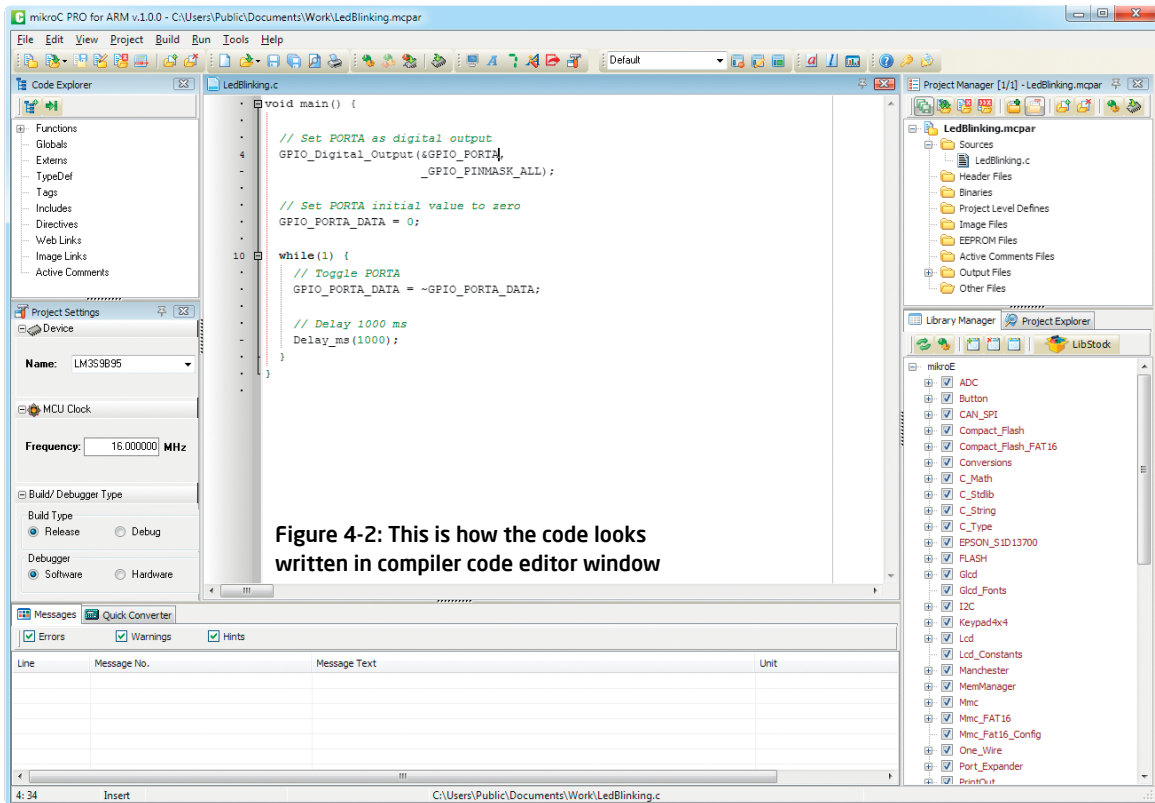 mikroC PRO for ARM v.1.0.0 - C:\Users\Public\Documents\Work\LedBlinking.mcpar
File Edit View Project Build Run Tools Help
Default
Code Explorer
Functions
Globals
Externs
TypeDef
Tags
Includes
Directives
Web Links
Image Links
Active Comments
Project Settings
Device
Name: LM3S9B95
MCU Clock
Frequency: 16.000000 MHz
Build/ Debugger Type
Build Type
Release Debug
Debugger
Software Hardware
LedBlinking.c
void main() {
// Set PORTA as digital output
4 GPIO_Digital_Output(&GPIO_PORTA,
_GPIO_PINMASK_ALL);
// Set PORTA initial value to zero
GPIO_PORTA_DATA = 0;
10 while(1) {
// Toggle PORTA
GPIO_PORTA_DATA = ~GPIO_PORTA_DATA;
// Delay 1000 ms
Delay_ms(1000);
}
}
Figure 4-2: This is how the code looks
written in compiler code editor window
Project Manager [1/1] - LedBlinking.mcpar
LedBlinking.mcpar
Sources
LedBlinking.c
Header Files
Binaries
Project Level Defines
Image Files
EEPROM Files
Active Comments Files
Output Files
Other Files
Library Manager Project Explorer
LibStock
mikroE
ADC
Button
CAN_SPI
Compact_Flash
Compact_Flash_FAT16
Conversions
C_Math
C_Stdlib
C_String
C_Type
EPSON_S1D13700
FLASH
Glcd
Glcd_Fonts
I2C
Keypad4x4
Lcd
Lcd_Constants
Manchester
MemManager
Mmc
Mmc_FAT16
Mmc_Fat16_Config
One_Wire
Port_Expander
PrintOut
Messages Quick Converter
Errors Warnings Hints
Line Message No. Message Text Unit
4: 34 Insert C:\Users\Public\Documents\Work\LedBlinking.c